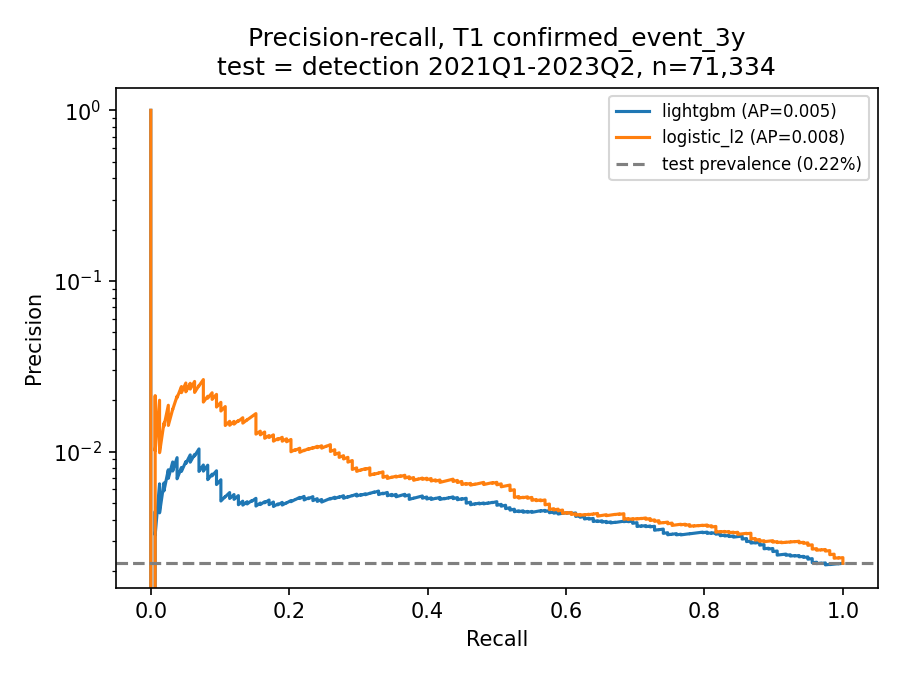 Precision-recall, T1 confirmed_event_3y
test = detection 2021Q1-2023Q2, n=71,334
lightgbm (AP=0.005)
logistic_l2 (AP=0.008)
test prevalence (0.22%)
Precision
10⁰
10⁻¹
10⁻²
0.0 0.2 0.4 0.6 0.8 1.0
Recall